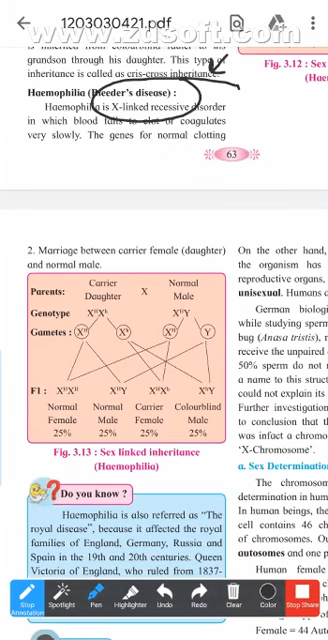 1203030421.pdf
www.zdsoft.com
is inherited from colourblind father to his
grandson through his daughter. This type of
inheritance is called as cris-cross inheritance.
Haemophilia (Bleeder's disease) :
Haemophilia is X-linked recessive disorder
in which blood fails to clot or coagulates
very slowly. The genes for normal clotting
Fig. 3.12 : Sex
(Haem
63
2. Marriage between carrier female (daughter)
and normal male.
Parents: Carrier Daughter X Normal Male
Genotype XᴴXʰ XᴴY
Gametes : Xᴴ Xʰ Xᴴ Y
F1 : XᴴXᴴ XᴴY XᴴXʰ XʰY
Normal Normal Carrier Colourblind
Female Male Female Male
25% 25% 25% 25%
Fig. 3.13 : Sex linked inheritance
(Haemophilia)
Do you know ?
Haemophilia is also referred as "The
royal disease", because it affected the royal
families of England, Germany, Russia and
Spain in the 19th and 20th centuries. Queen
Victoria of England, who ruled from 1837-
On the other hand,
the organism has
reproductive organs,
unisexual. Humans
German biologi
while studying sperm
bug (Anasa tristis),
receive the unpaired
50% sperm do not
a name to this struct
could not explain its
Further investigation
to conclusion that th
was infact a chromo
'X-Chromosome'.
a. Sex Determinatio
The chromosom
determination in hum
In human beings, the
cell contains 46 ch
of chromosomes. Ou
autosomes and one p
Human female
Female = 44 Auto
Stop Annotation
Spotlight
Pen
Highlighter
Undo
Redo
Clear
Color
Stop Share